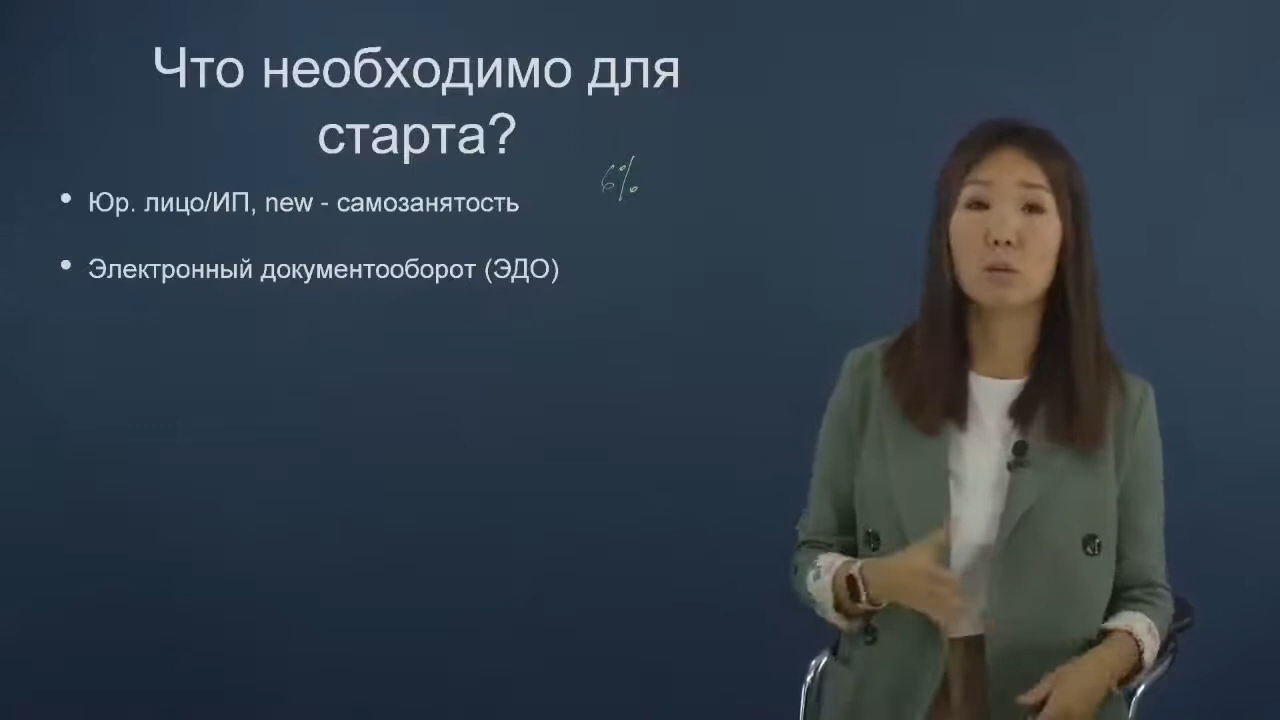 Что необходимо для
старта?
6%
• Юр. лицо/ИП, new - самозанятость
• Электронный документооборот (ЭДО)